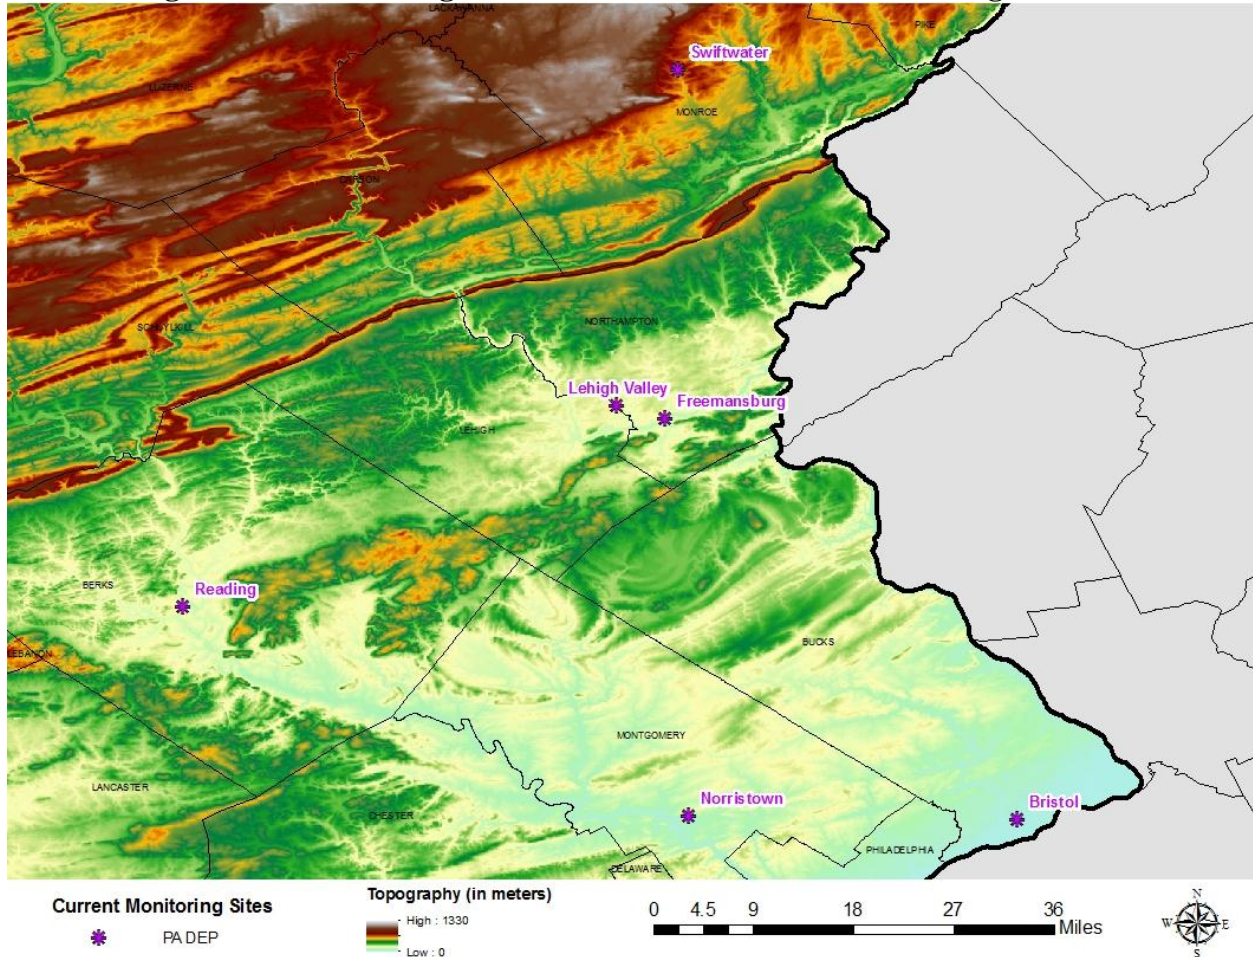 LACKAWANNA
PIKE
Swiftwater
LUZERNE
MONROE
CARBON
SCHUYLKILL
NORTHAMPTON
Lehigh Valley
Freemansburg
LEHIGH
Reading
BERKS
BUCKS
LEBANON
MONTGOMERY
LANCASTER
Norristown
Bristol
CHESTER
PHILADELPHIA
DELAWARE
Current Monitoring Sites
PA DEP
Topography (in meters)
High : 1330
Low : 0
0 4.5 9 18 27 36
Miles
N
W E
S